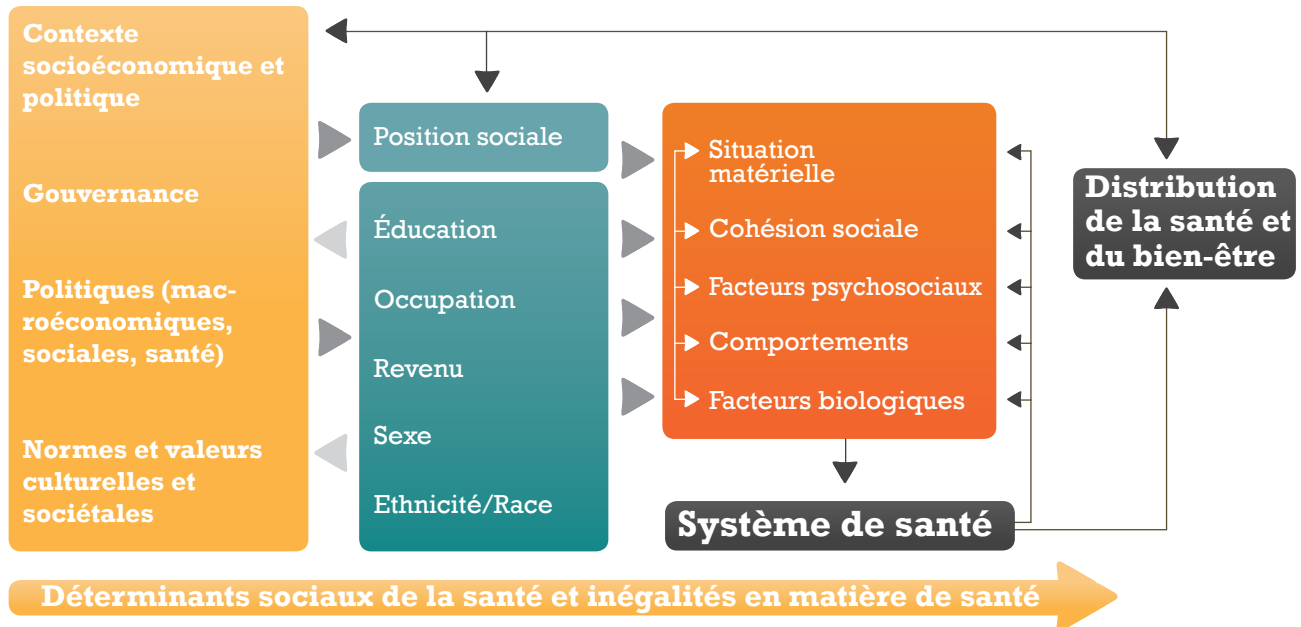 Contexte
socioéconomique et
politique
Gouvernance
Politiques (mac-
roéconomiques,
sociales, santé)
Normes et valeurs
culturelles et
sociétales
Position sociale
Éducation
Occupation
Revenu
Sexe
Ethnicité/Race
Situation
matérielle
Cohésion sociale
Facteurs psychosociaux
Comportements
Facteurs biologiques
Système de santé
Distribution
de la santé et
du bien-être
Déterminants sociaux de la santé et inégalités en matière de santé